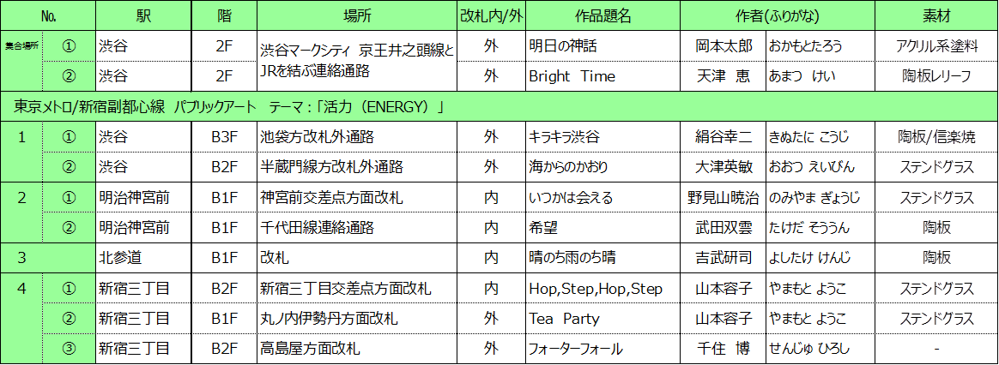 № 駅 階 場所 改札内/外 作品題名 作者(ふりがな) 素材
集合場所 ① 渋谷 2F 渋谷マークシティ 京王井之頭線と 外 明日の神話 岡本太郎 おかもとたろう アクリル系塗料
② 渋谷 2F JRを結ぶ連絡通路 外 Bright Time 天津 恵 あまつ けい 陶板レリーフ
東京メトロ/新宿副都心線 パブリックアート テーマ：「活力（ENERGY）」
1 ① 渋谷 B3F 池袋方改札外通路 外 キラキラ渋谷 絹谷幸二 きぬたに こうじ 陶板/信楽焼
② 渋谷 B2F 半蔵門線方改札外通路 外 海からのかおり 大津英敏 おおつ えいびん ステンドグラス
2 ① 明治神宮前 B1F 神宮前交差点方面改札 内 いつかは会える 野見山暁治 のみやま ぎょうじ ステンドグラス
② 明治神宮前 B1F 千代田線連絡通路 内 希望 武田双雲 たけだ そううん 陶板
3 北参道 B1F 改札 内 晴のち雨のち晴 吉武研司 よしたけ けんじ 陶板
4 ① 新宿三丁目 B2F 新宿三丁目交差点方面改札 内 Hop,Step,Hop,Step 山本容子 やまもと ようこ ステンドグラス
② 新宿三丁目 B1F 丸ノ内伊勢丹方面改札 外 Tea Party 山本容子 やまもと ようこ ステンドグラス
③ 新宿三丁目 B2F 高島屋方面改札 外 フォーターフォール 千住 博 せんじゅ ひろし -